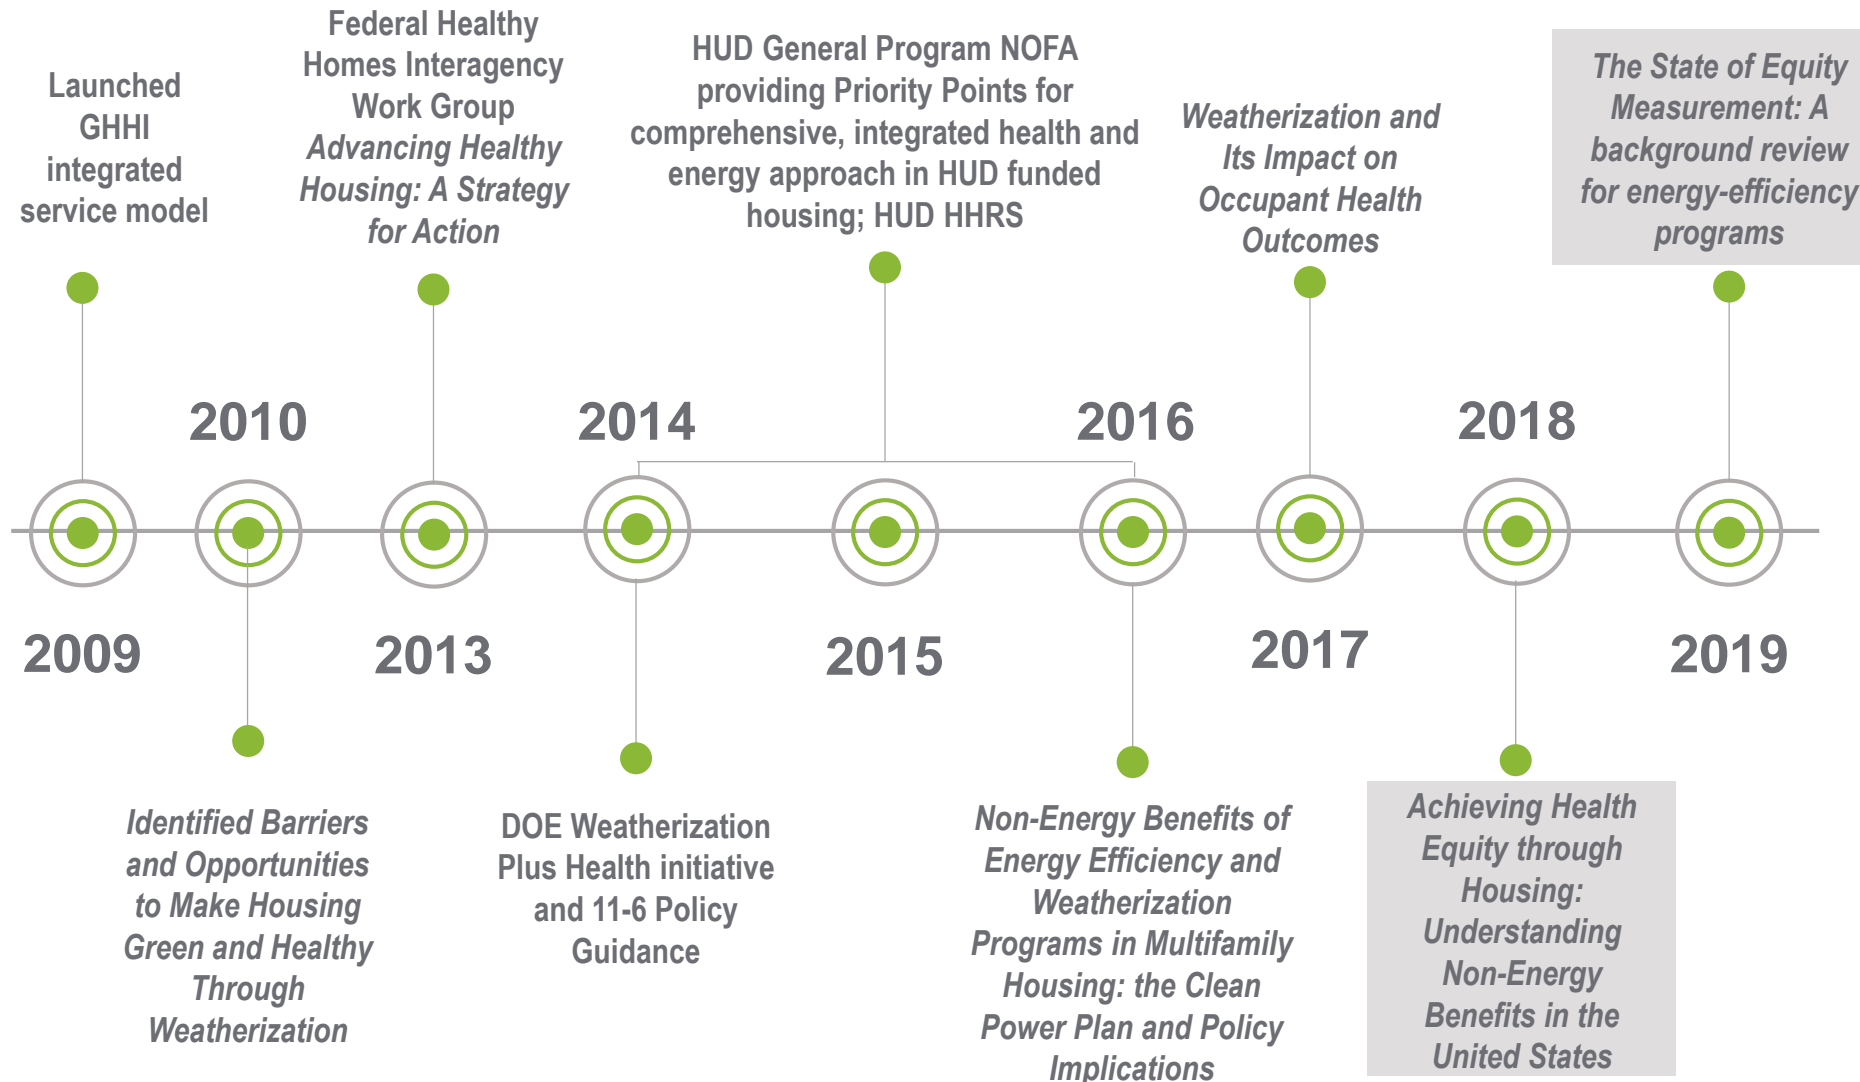 Launched
GHHI
integrated
service model
Federal Healthy
Homes Interagency
Work Group
Advancing Healthy
Housing: A Strategy
for Action
HUD General Program NOFA
providing Priority Points for
comprehensive, integrated health and
energy approach in HUD funded
housing; HUD HHRS
Weatherization and
Its Impact on
Occupant Health
Outcomes
The State of Equity
Measurement: A
background review
for energy-efficiency
programs
2010
2014
2016
2018
2009
2013
2015
2017
2019
Identified Barriers
and Opportunities
to Make Housing
Green and Healthy
Through
Weatherization
DOE Weatherization
Plus Health initiative
and 11-6 Policy
Guidance
Non-Energy Benefits of
Energy Efficiency and
Weatherization
Programs in Multifamily
Housing: the Clean
Power Plan and Policy
Implications
Achieving Health
Equity through
Housing:
Understanding
Non-Energy
Benefits in the
United States